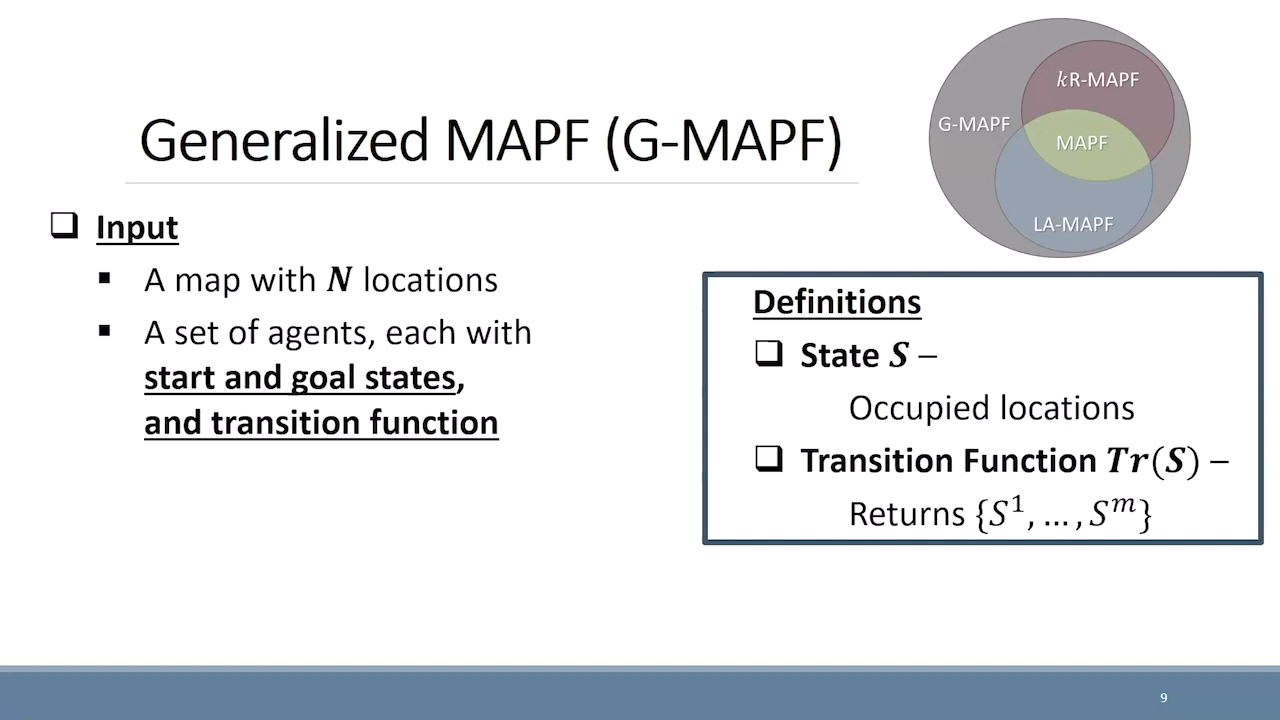 Generalized MAPF (G-MAPF)
kR-MAPF
G-MAPF
MAPF
LA-MAPF
❑ Input
▪ A map with N locations
▪ A set of agents, each with
start and goal states,
and transition function
Definitions
❑ State S –
Occupied locations
❑ Transition Function Tr(S) –
Returns {S¹, … , Sᵐ}
9